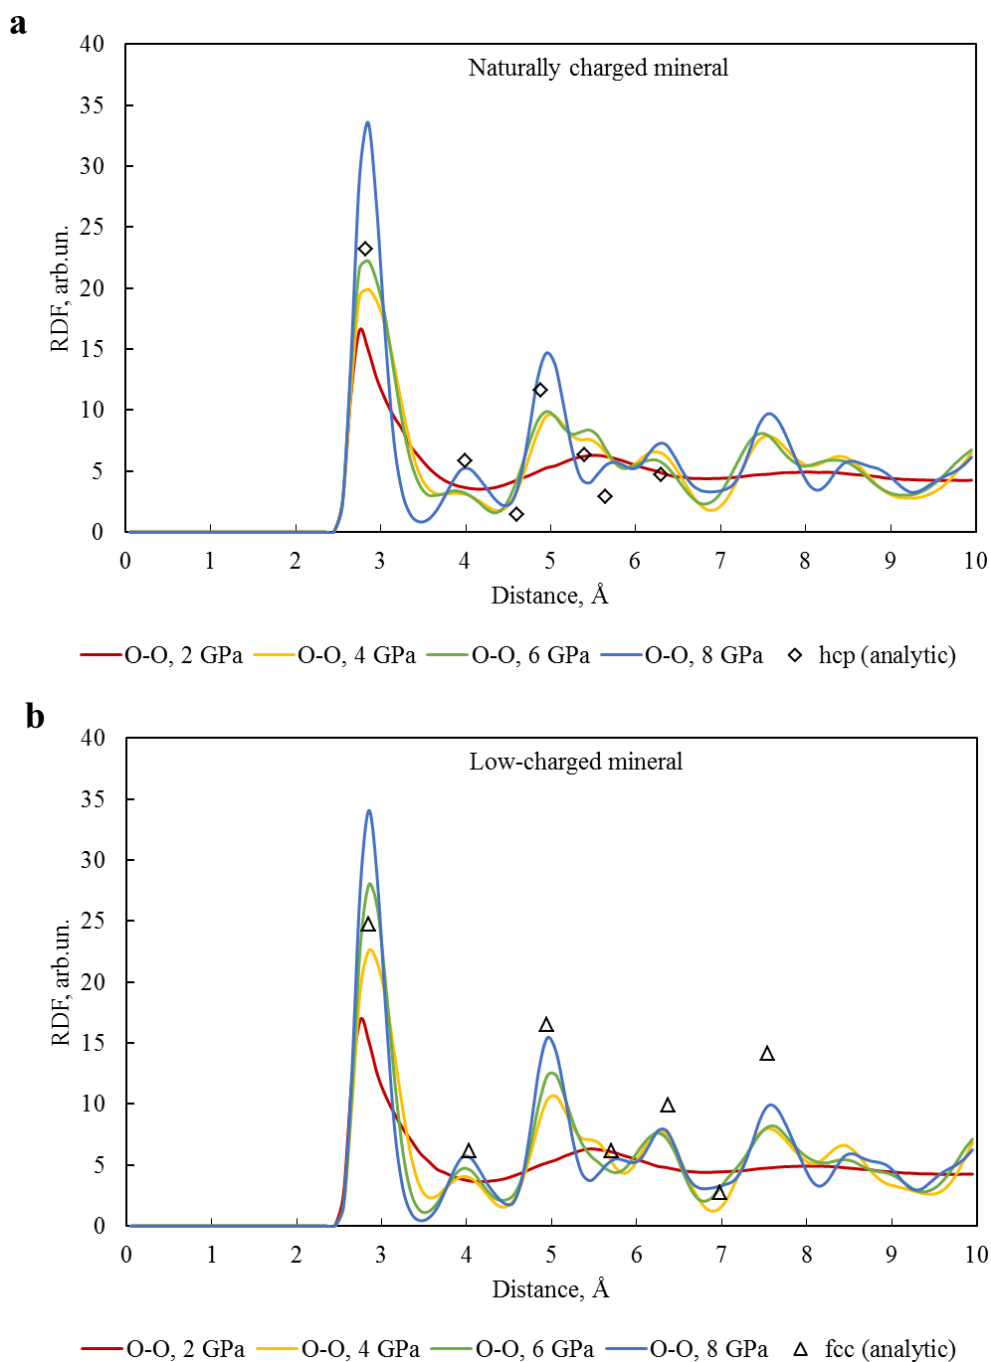 a
Naturally charged mineral
RDF, arb.un.
40
35
30
25
20
15
10
5
0
0 1 2 3 4 5 6 7 8 9 10
Distance, Å
O-O, 2 GPa O-O, 4 GPa O-O, 6 GPa O-O, 8 GPa hcp (analytic)
b
Low-charged mineral
RDF, arb.un.
40
35
30
25
20
15
10
5
0
0 1 2 3 4 5 6 7 8 9 10
Distance, Å
O-O, 2 GPa O-O, 4 GPa O-O, 6 GPa O-O, 8 GPa fcc (analytic)